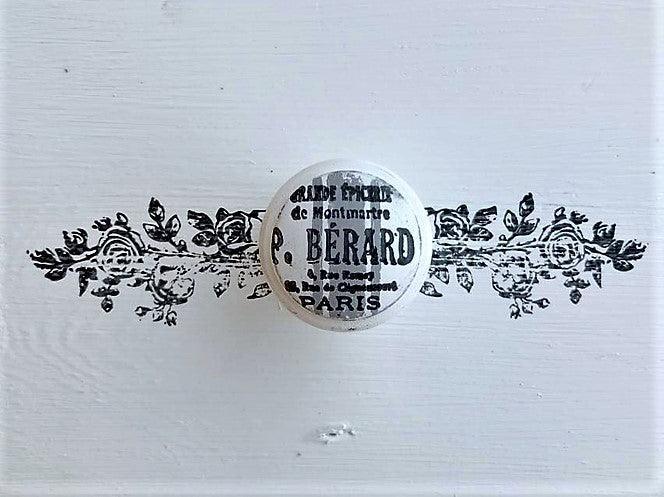 GRANDE ÉPICERIE
de Montmartre
P. BÉRARD
Rue
Rue de
PARIS